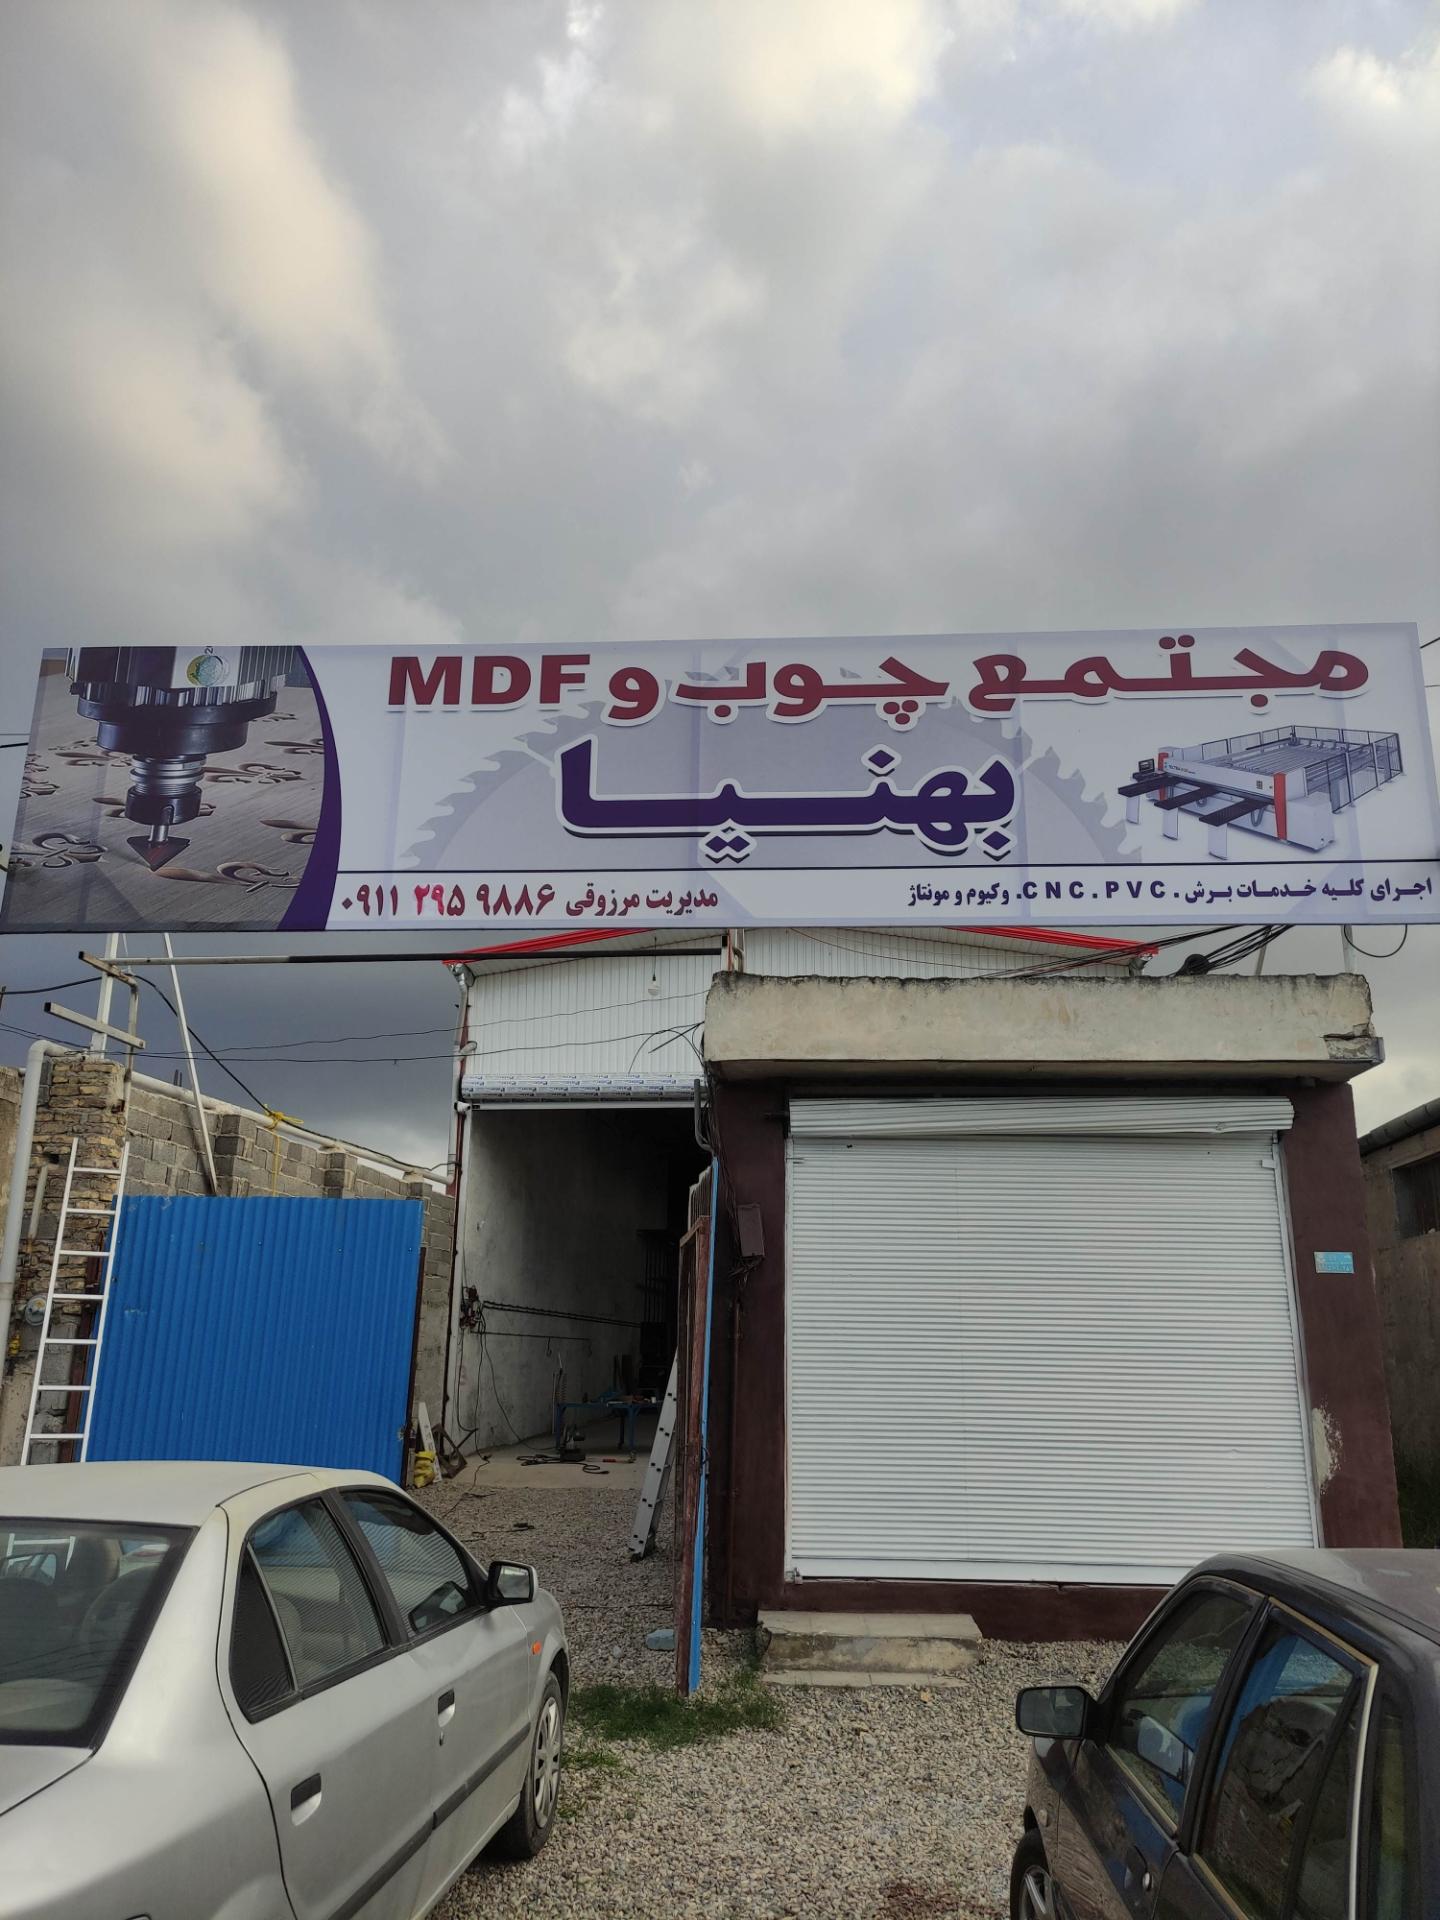 مجتمع چوب و MDF
بهنیا
اجرای کلیه خدمات برش . C N C . P V C. وکیوم و مونتاژ
مدیریت مرزوقی ۰۹۱۱ ۲۹۵ ۹۸۸۶